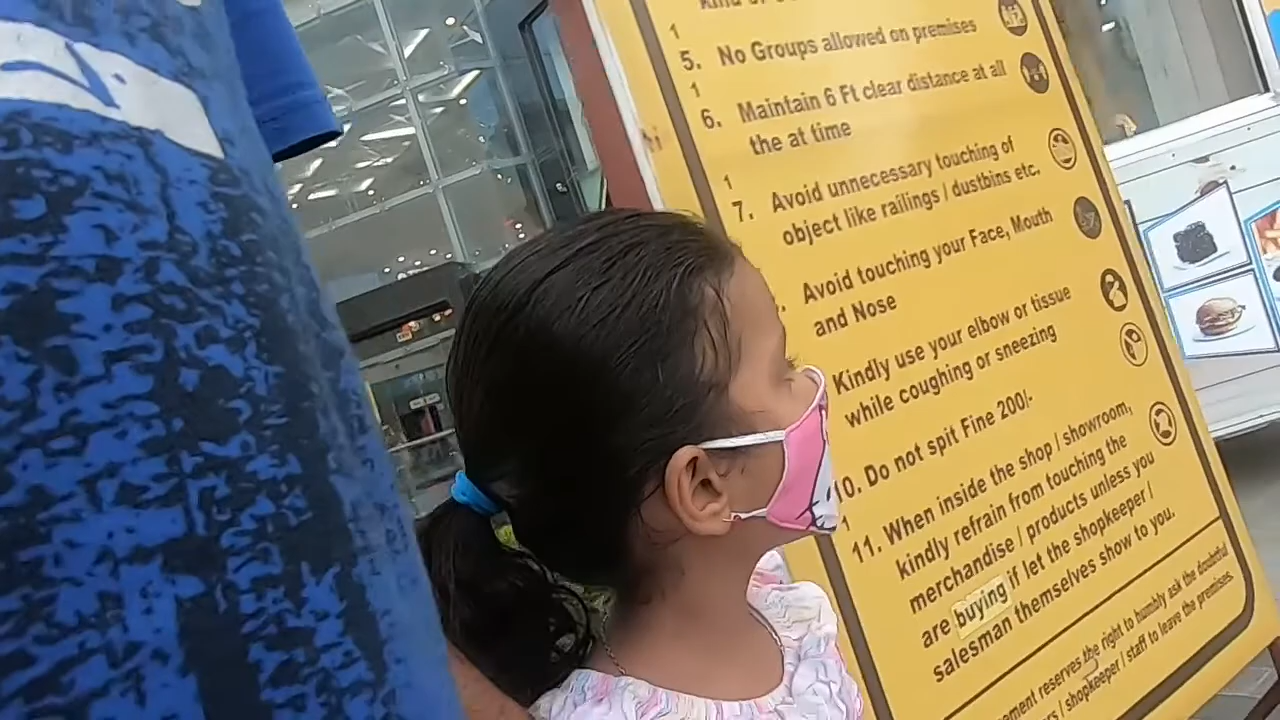 1
5. No Groups allowed on premises
1
6. Maintain 6 Ft clear distance at all
the at time
1
7. Avoid unnecessary touching of
object like railings / dustbins etc.
Avoid touching your Face, Mouth
and Nose
Kindly use your elbow or tissue
while coughing or sneezing
10. Do not spit Fine 200/-
1
11. When inside the shop / showroom,
kindly refrain from touching the
merchandise / products unless you
are buying if let the shopkeeper /
salesman themselves show to you.
reserves the right to humbly ask the doubtful
/ shopkeeper / staff to leave the premises